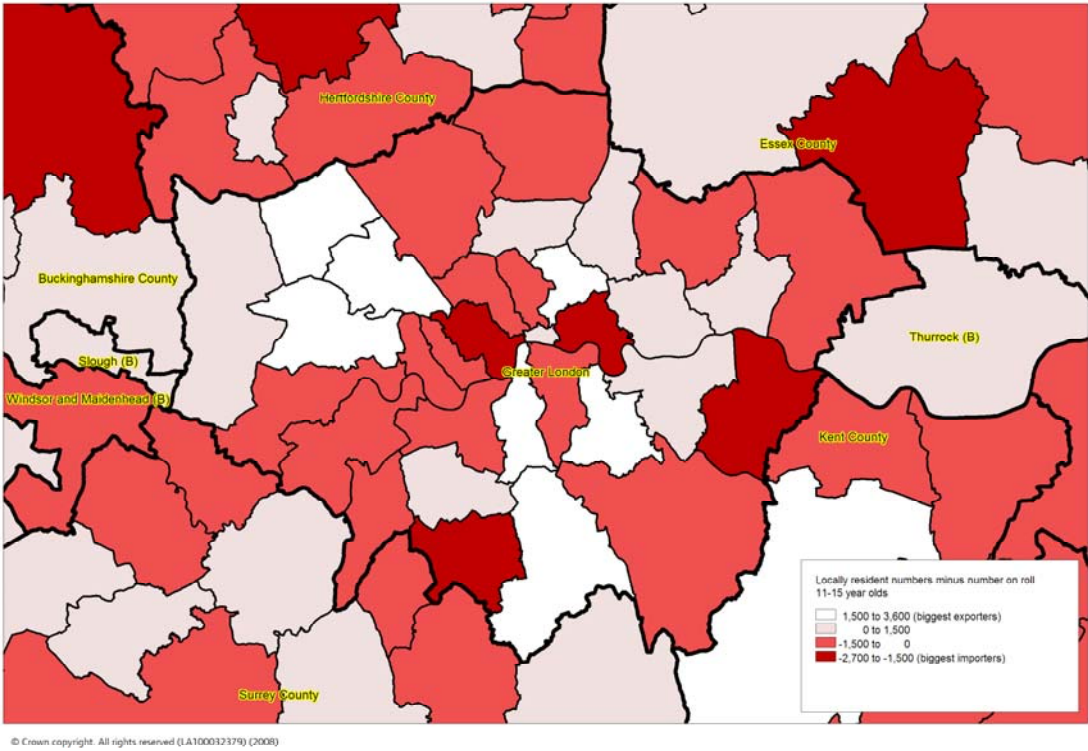 Hertfordshire County
Essex County
Buckinghamshire County
Thurrock (B)
Slough (B)
Greater London
Windsor and Maidenhead (B)
Kent County
Surrey County
Locally resident numbers minus number on roll
11-15 year olds
1,500 to 3,600 (biggest exporters)
0 to 1,500
-1,500 to 0
-2,700 to -1,500 (biggest importers)
© Crown copyright. All rights reserved (LA100032379) (2008)